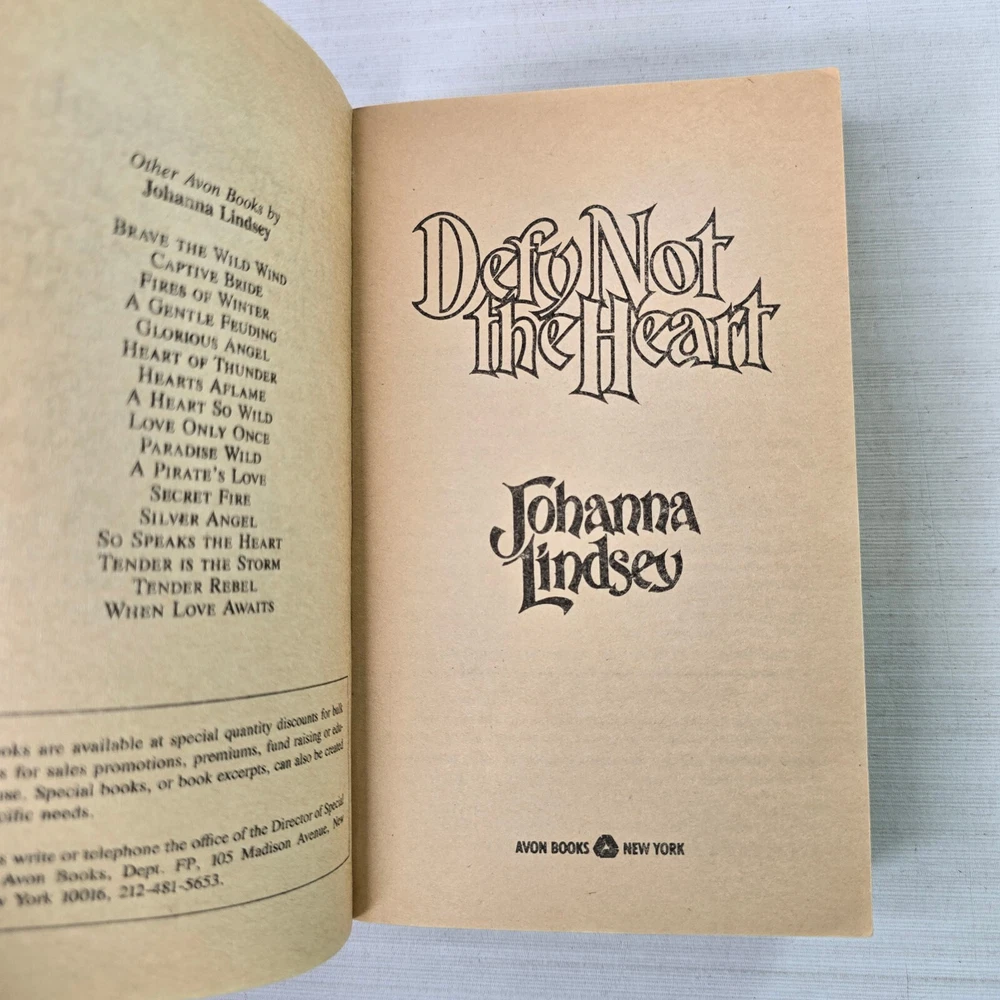 Other Avon Books by
Johanna Lindsey
BRAVE THE WILD WIND
CAPTIVE BRIDE
FIRES OF WINTER
A GENTLE FEUDING
GLORIOUS ANGEL
HEART OF THUNDER
HEARTS AFLAME
A HEART SO WILD
LOVE ONLY ONCE
PARADISE WILD
A PIRATE'S LOVE
SECRET FIRE
SILVER ANGEL
SO SPEAKS THE HEART
TENDER IS THE STORM
TENDER REBEL
WHEN LOVE AWAITS
are available at special quantity discounts for bulk
for sales promotions, premiums, fund raising or edu-
Special books, or book excerpts, can also be created
needs.
write or telephone the office of the Director of Special
Avon Books, Dept. FP, 105 Madison Avenue, New
York 10016, 212-481-5653.
Defy Not
the Heart
Johanna
Lindsey
AVON BOOKS NEW YORK